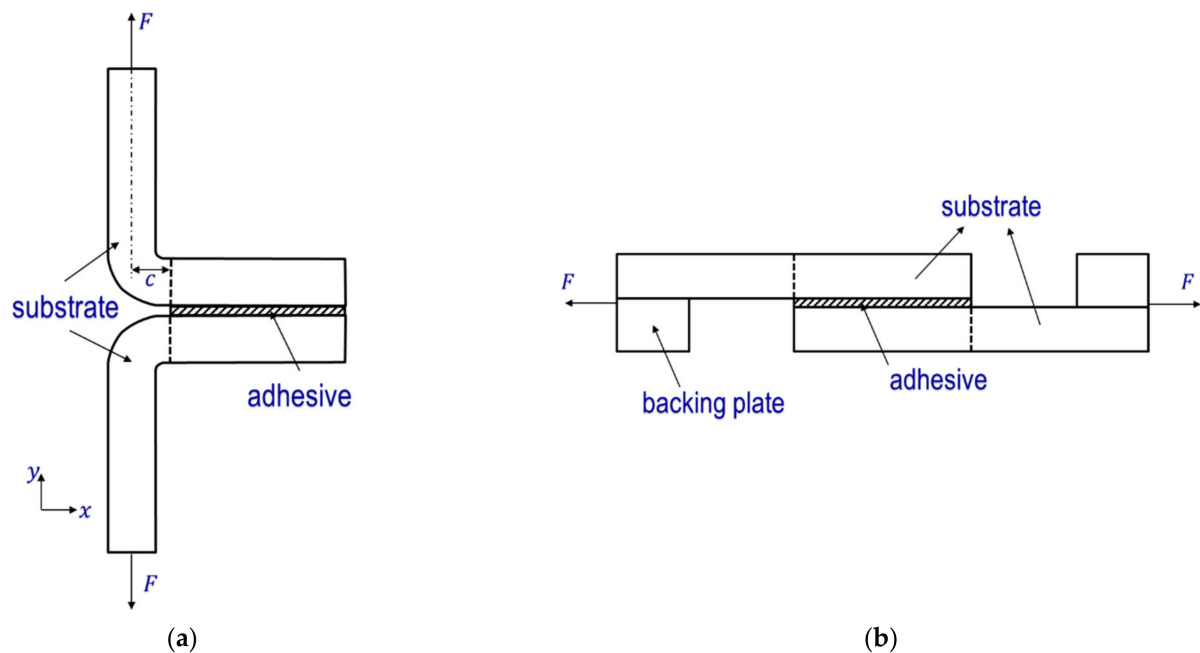 F
c
substrate
adhesive
y
x
F
(a)
substrate
F
F
adhesive
backing plate
(b)